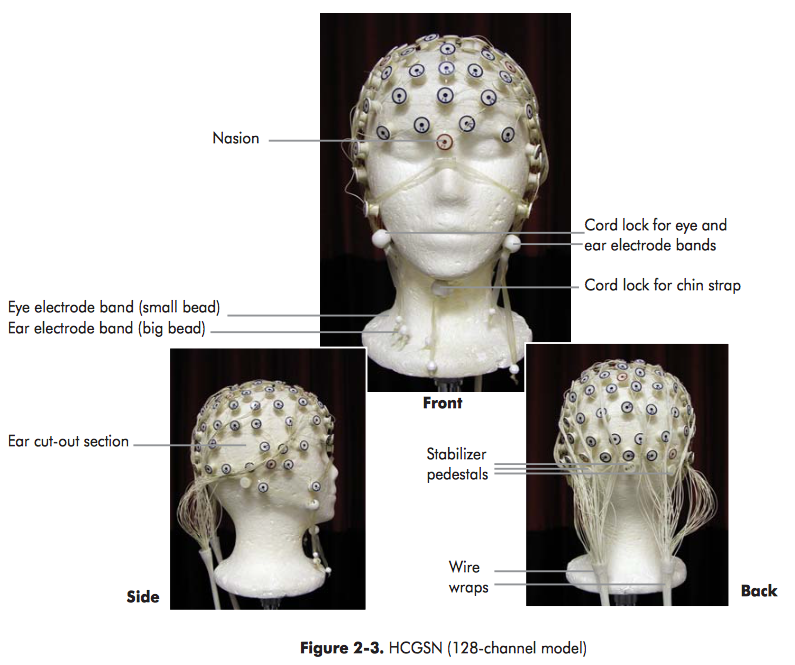 Nasion
Cord lock for eye and
ear electrode bands
Cord lock for chin strap
Eye electrode band (small bead)
Ear electrode band (big bead)
Front
Ear cut-out section
Stabilizer
pedestals
Wire
wraps
Side
Back
Figure 2-3. HCGSN (128-channel model)